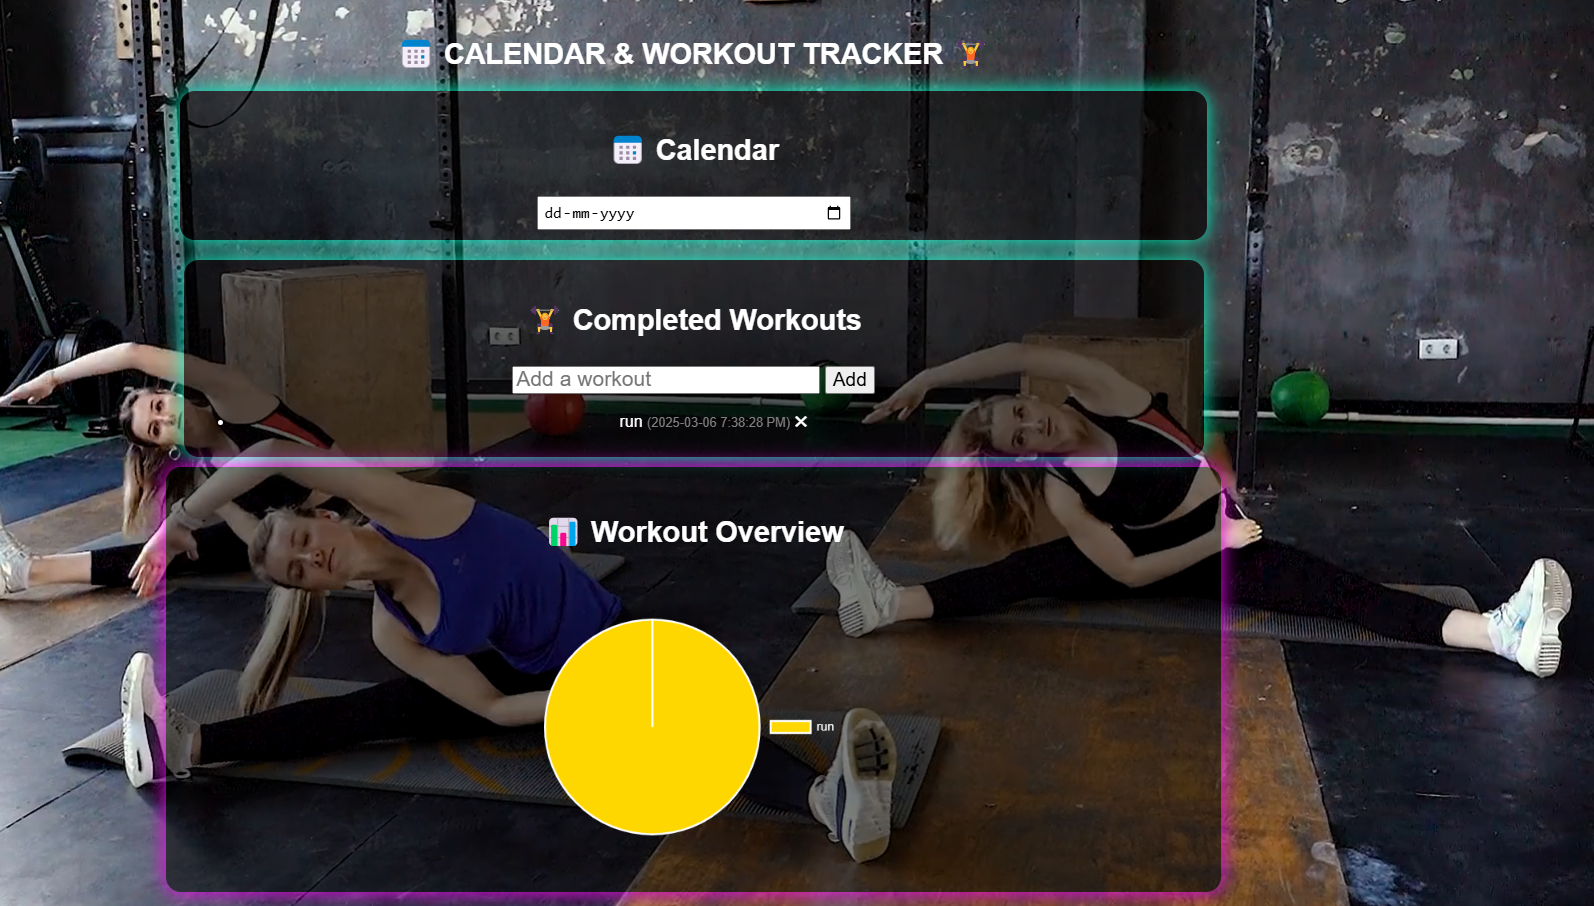 📅 CALENDAR & WORKOUT TRACKER 🏋️
📅 Calendar
dd-mm-yyyy
🏋️ Completed Workouts
Add a workout Add
• run (2025-03-06 7:38:28 PM) ✕
📊 Workout Overview
run